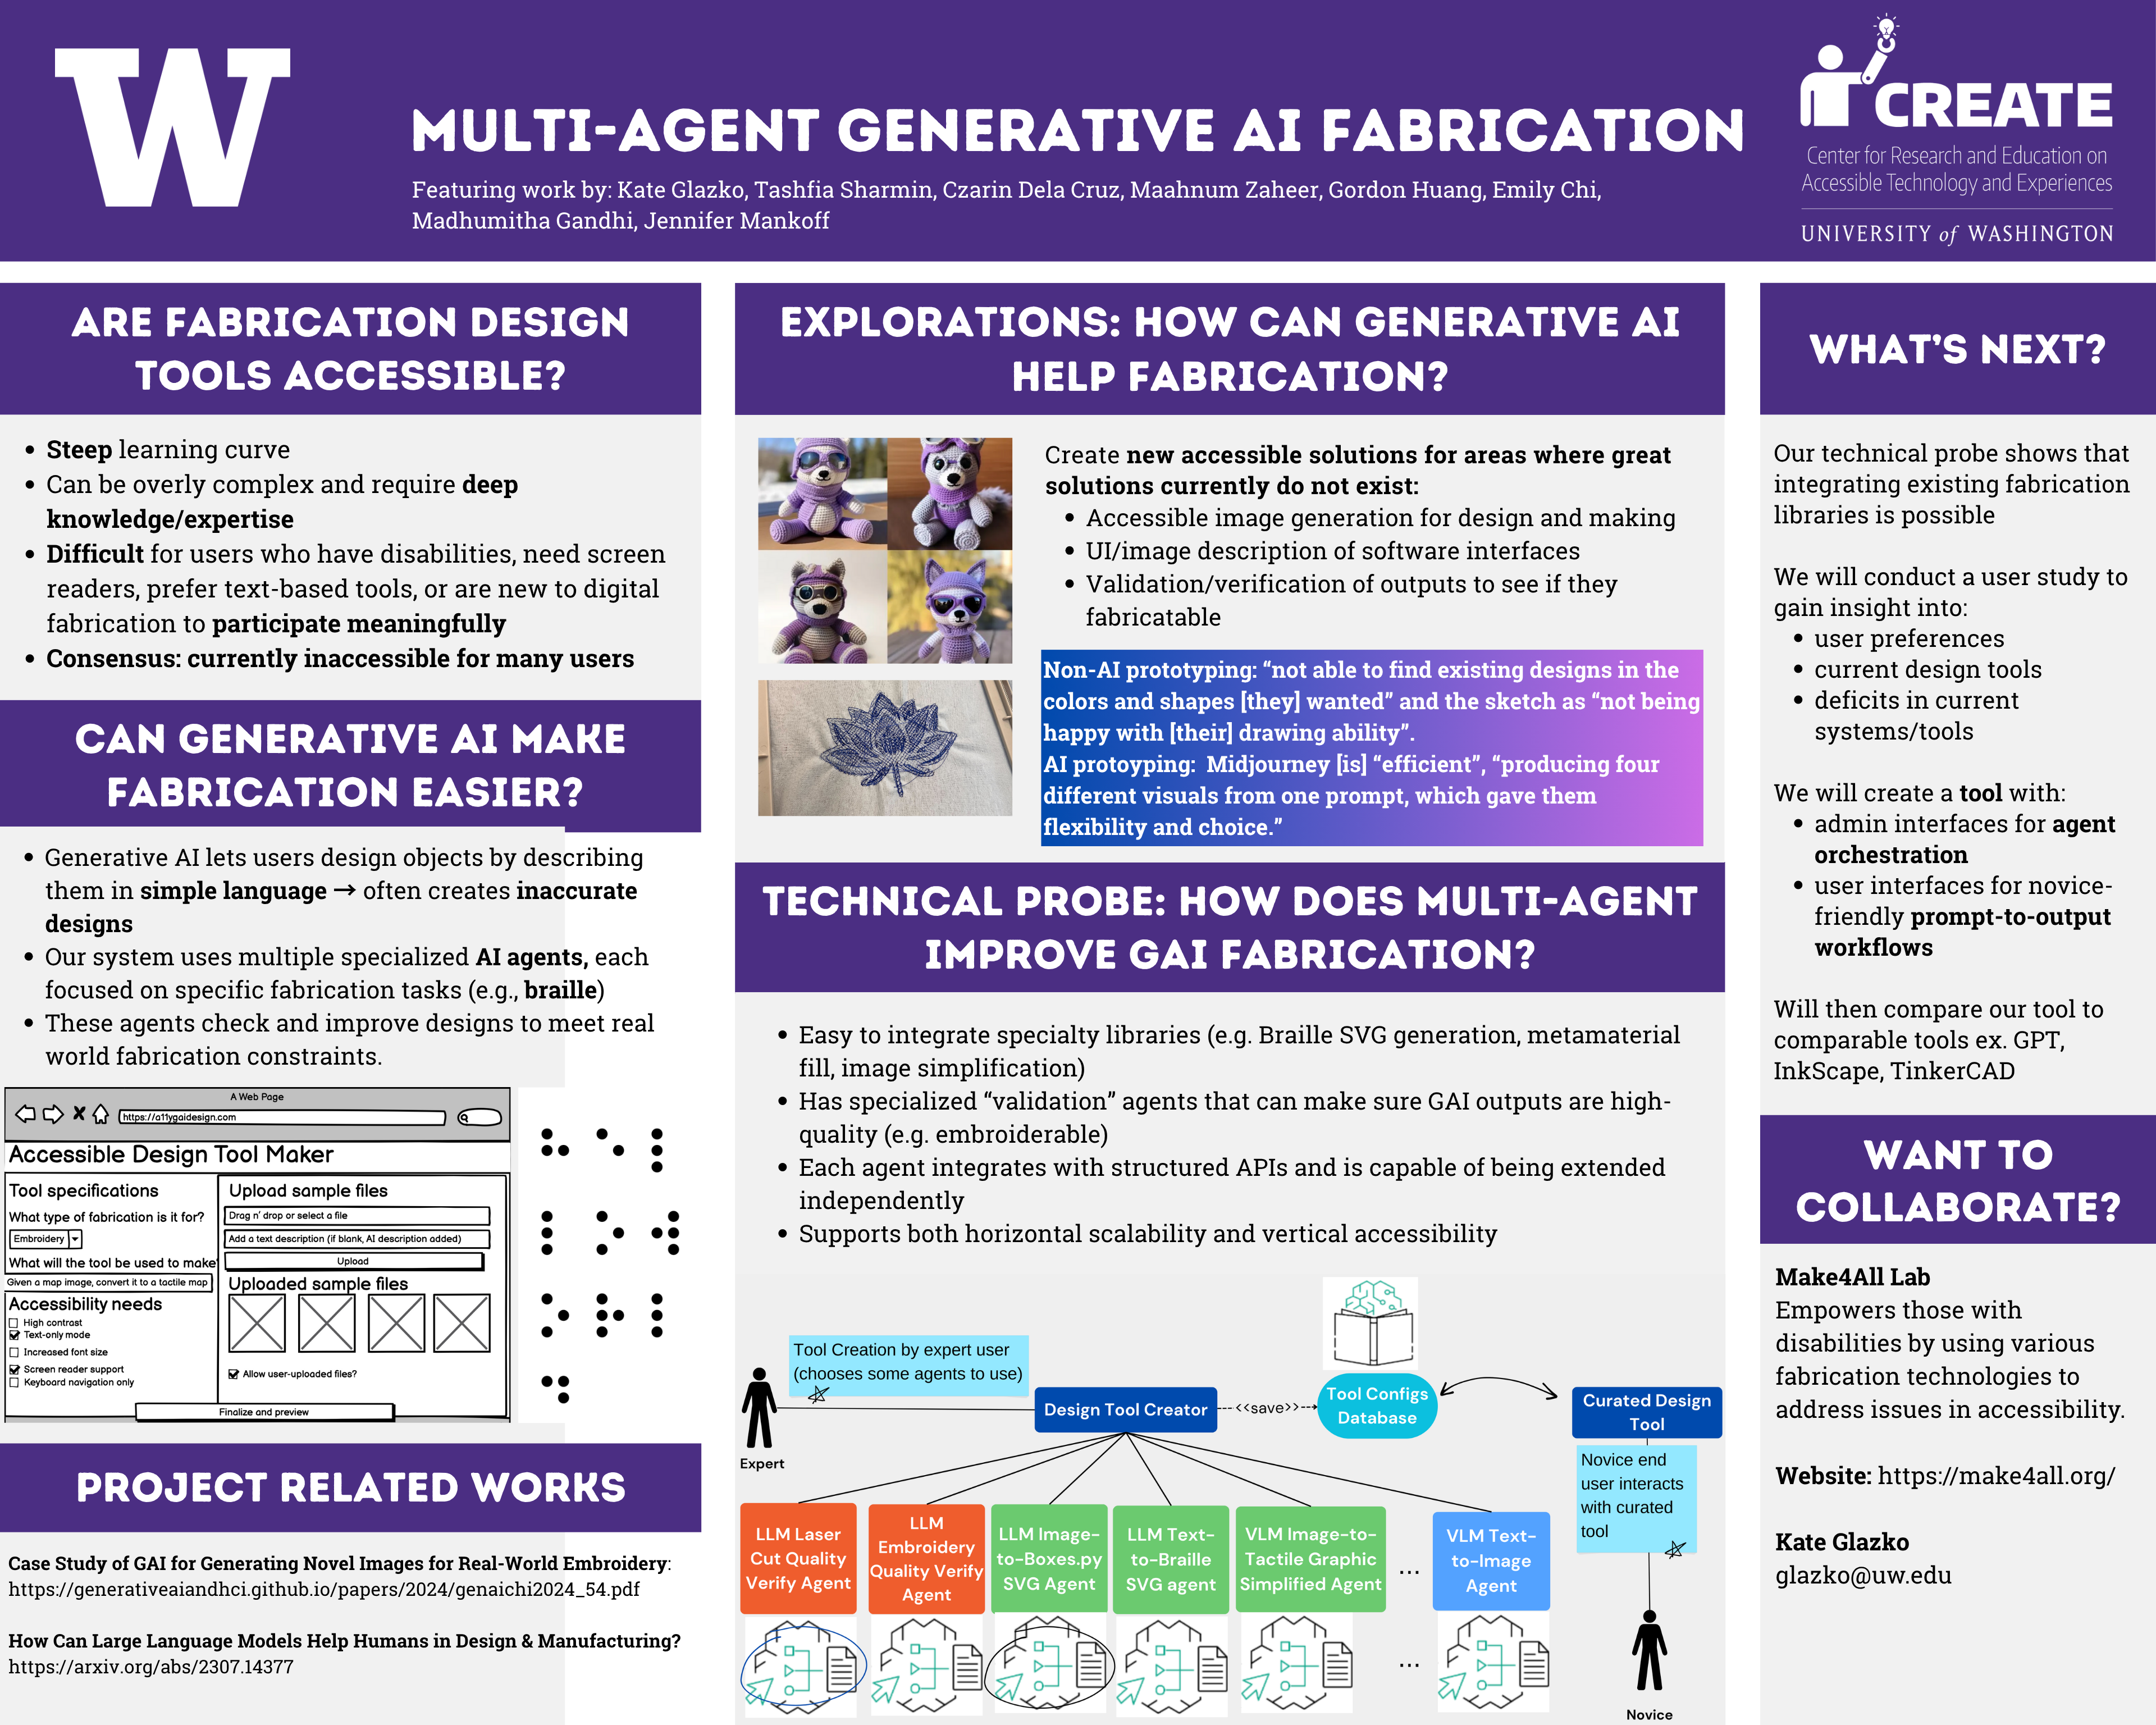 W
MULTI-AGENT GENERATIVE AI FABRICATION
Featuring work by: Kate Glazko, Tashfia Sharmin, Czarin Dela Cruz, Maahnum Zaheer, Gordon Huang, Emily Chi,
Madhumitha Gandhi, Jennifer Mankoff
CREATE
Center for Research and Education on
Accessible Technology and Experiences
UNIVERSITY of WASHINGTON
ARE FABRICATION DESIGN
TOOLS ACCESSIBLE?
• Steep learning curve
• Can be overly complex and require deep
knowledge/expertise
• Difficult for users who have disabilities, need screen
readers, prefer text-based tools, or are new to digital
fabrication to participate meaningfully
• Consensus: currently inaccessible for many users
CAN GENERATIVE AI MAKE
FABRICATION EASIER?
• Generative AI lets users design objects by describing
them in simple language → often creates inaccurate
designs
• Our system uses multiple specialized AI agents, each
focused on specific fabrication tasks (e.g., braille)
• These agents check and improve designs to meet real
world fabrication constraints.
A Web Page
https://a11ygaidesign.com
Accessible Design Tool Maker
Tool specifications
What type of fabrication is it for?
Embroidery
What will the tool be used to make
Given a map image, convert it to a tactile map
Accessibility needs
High contrast
Text-only mode
Increased font size
Screen reader support
Keyboard navigation only
Upload sample files
Drag n' drop or select a file
Add a text description (if blank, AI description added)
Upload
Uploaded sample files
Allow user-uploaded files?
Finalize and preview
PROJECT RELATED WORKS
Case Study of GAI for Generating Novel Images for Real-World Embroidery:
https://generativeaiandhci.github.io/papers/2024/genaichi2024_54.pdf
How Can Large Language Models Help Humans in Design & Manufacturing?
https://arxiv.org/abs/2307.14377
EXPLORATIONS: HOW CAN GENERATIVE AI
HELP FABRICATION?
Create new accessible solutions for areas where great
solutions currently do not exist:
• Accessible image generation for design and making
• UI/image description of software interfaces
• Validation/verification of outputs to see if they
fabricatable
Non-AI prototyping: “not able to find existing designs in the
colors and shapes [they] wanted” and the sketch as “not being
happy with [their] drawing ability”.
AI protoyping: Midjourney [is] “efficient”, “producing four
different visuals from one prompt, which gave them
flexibility and choice.”
TECHNICAL PROBE: HOW DOES MULTI-AGENT
IMPROVE GAI FABRICATION?
• Easy to integrate specialty libraries (e.g. Braille SVG generation, metamaterial
fill, image simplification)
• Has specialized “validation” agents that can make sure GAI outputs are high-
quality (e.g. embroiderable)
• Each agent integrates with structured APIs and is capable of being extended
independently
• Supports both horizontal scalability and vertical accessibility
Tool Creation by expert user
(chooses some agents to use)
Expert
Design Tool Creator
<<save>>
Tool Configs
Database
Curated Design
Tool
Novice end
user interacts
with curated
tool
LLM Laser
Cut Quality
Verify Agent
LLM
Embroidery
Quality Verify
Agent
LLM Image-
to-Boxes.py
SVG Agent
LLM Text-
to-Braille
SVG agent
VLM Image-to-
Tactile Graphic
Simplified Agent
...
VLM Text-
to-Image
Agent
...
Novice
WHAT’S NEXT?
Our technical probe shows that
integrating existing fabrication
libraries is possible
We will conduct a user study to
gain insight into:
• user preferences
• current design tools
• deficits in current
systems/tools
We will create a tool with:
• admin interfaces for agent
orchestration
• user interfaces for novice-
friendly prompt-to-output
workflows
Will then compare our tool to
comparable tools ex. GPT,
InkScape, TinkerCAD
WANT TO
COLLABORATE?
Make4All Lab
Empowers those with
disabilities by using various
fabrication technologies to
address issues in accessibility.
Website: https://make4all.org/
Kate Glazko
glazko@uw.edu